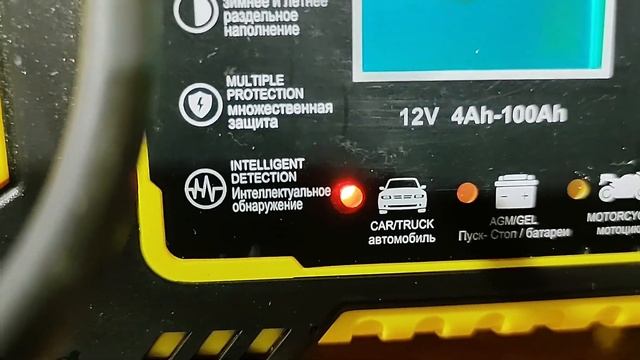 зимнее и летнее
раздельное
наполнение
MULTIPLE
PROTECTION
множественная
защита
12V 4Ah-100Ah
INTELLIGENT
DETECTION
Интеллектуальное
обнаружение
CAR/TRUCK
автомобиль
AGM/GEL
Пуск- Стоп / батареи